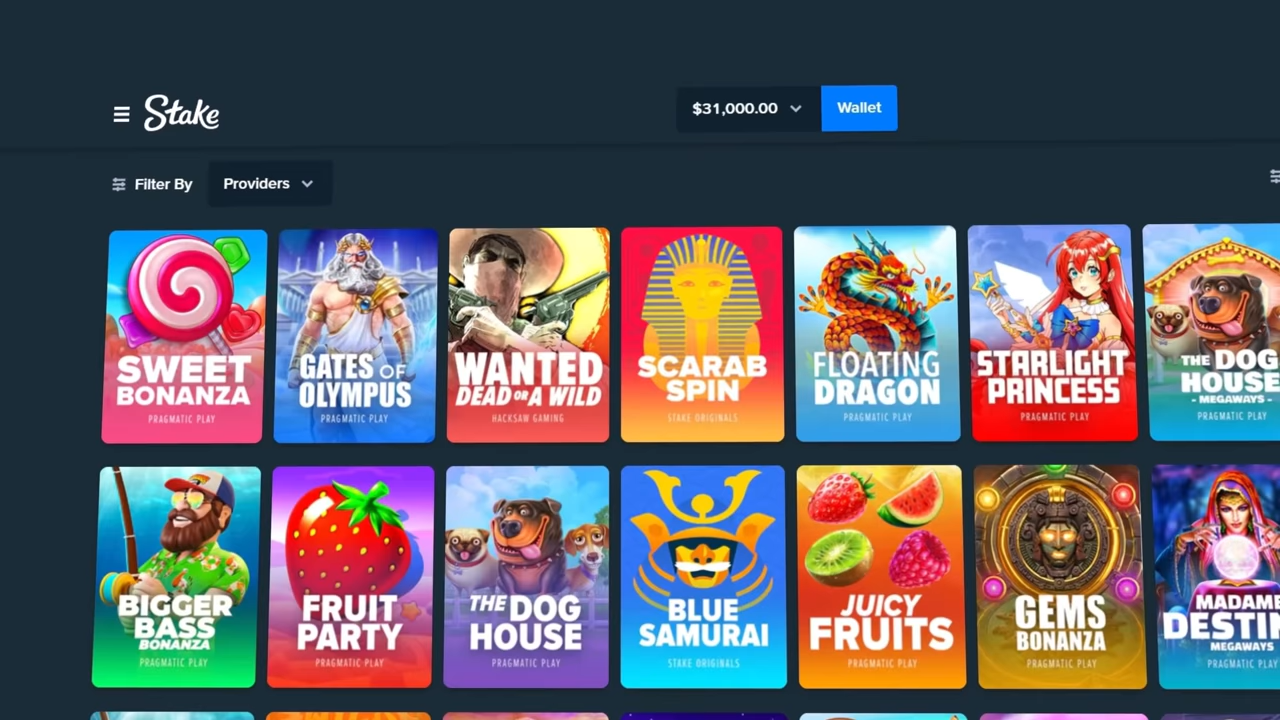 Stake
$31,000.00
Wallet
Filter By
Providers
SWEET
BONANZA
PRAGMATIC PLAY
GATES OF
OLYMPUS
PRAGMATIC PLAY
WANTED
DEAD OR A WILD
HACKSAW GAMING
SCARAB
SPIN
STAKE ORIGINALS
FLOATING
DRAGON
PRAGMATIC PLAY
STARLIGHT
PRINCESS
PRAGMATIC PLAY
THE DOG
HOUSE
- MEGAWAYS -
PRAGMATIC PLAY
BIGGER
BASS
BONANZA
PRAGMATIC PLAY
FRUIT
PARTY
PRAGMATIC PLAY
THE DOG
HOUSE
PRAGMATIC PLAY
BLUE
SAMURAI
STAKE ORIGINALS
JUICY
FRUITS
PRAGMATIC PLAY
GEMS
BONANZA
PRAGMATIC PLAY
MADAME
DESTIN
MEGAWAYS
PRAGMATIC PLAY